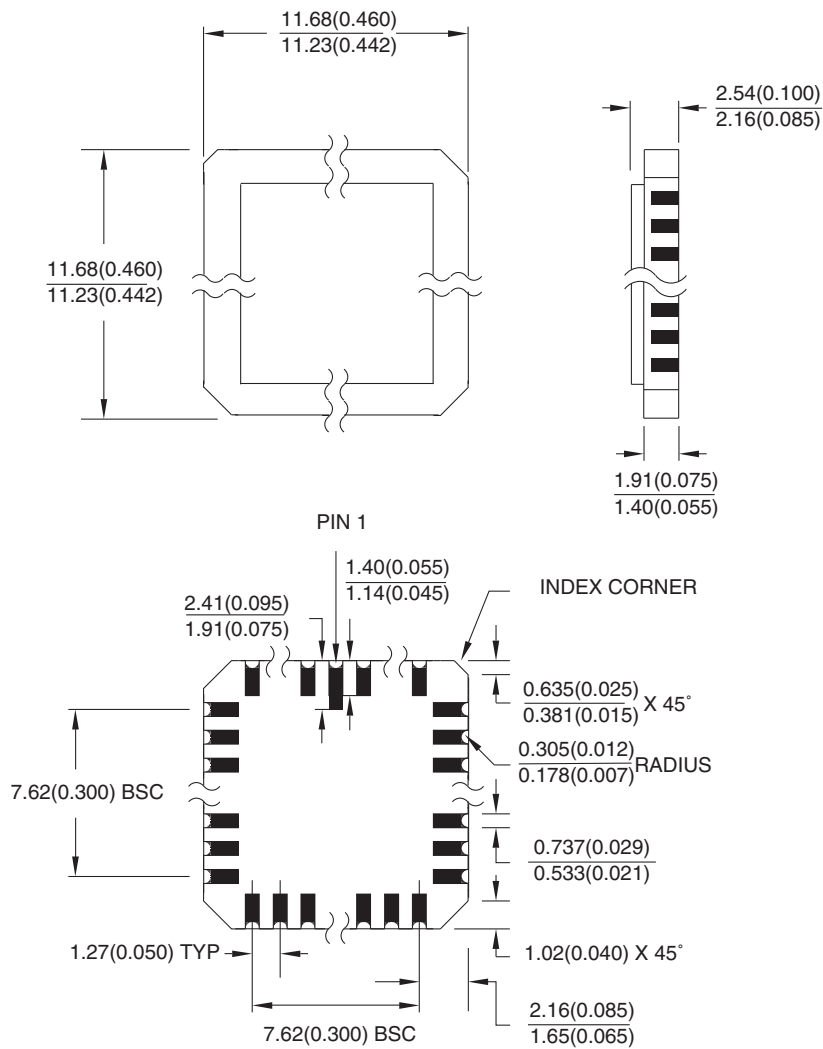 11.68(0.460)
11.23(0.442)
2.54(0.100)
2.16(0.085)
11.68(0.460)
11.23(0.442)
1.91(0.075)
1.40(0.055)
PIN 1
1.40(0.055)
1.14(0.045)
INDEX CORNER
2.41(0.095)
1.91(0.075)
0.635(0.025)
0.381(0.015) X 45°
0.305(0.012)
0.178(0.007) RADIUS
7.62(0.300) BSC
0.737(0.029)
0.533(0.021)
1.27(0.050) TYP
1.02(0.040) X 45°
7.62(0.300) BSC
2.16(0.085)
1.65(0.065)